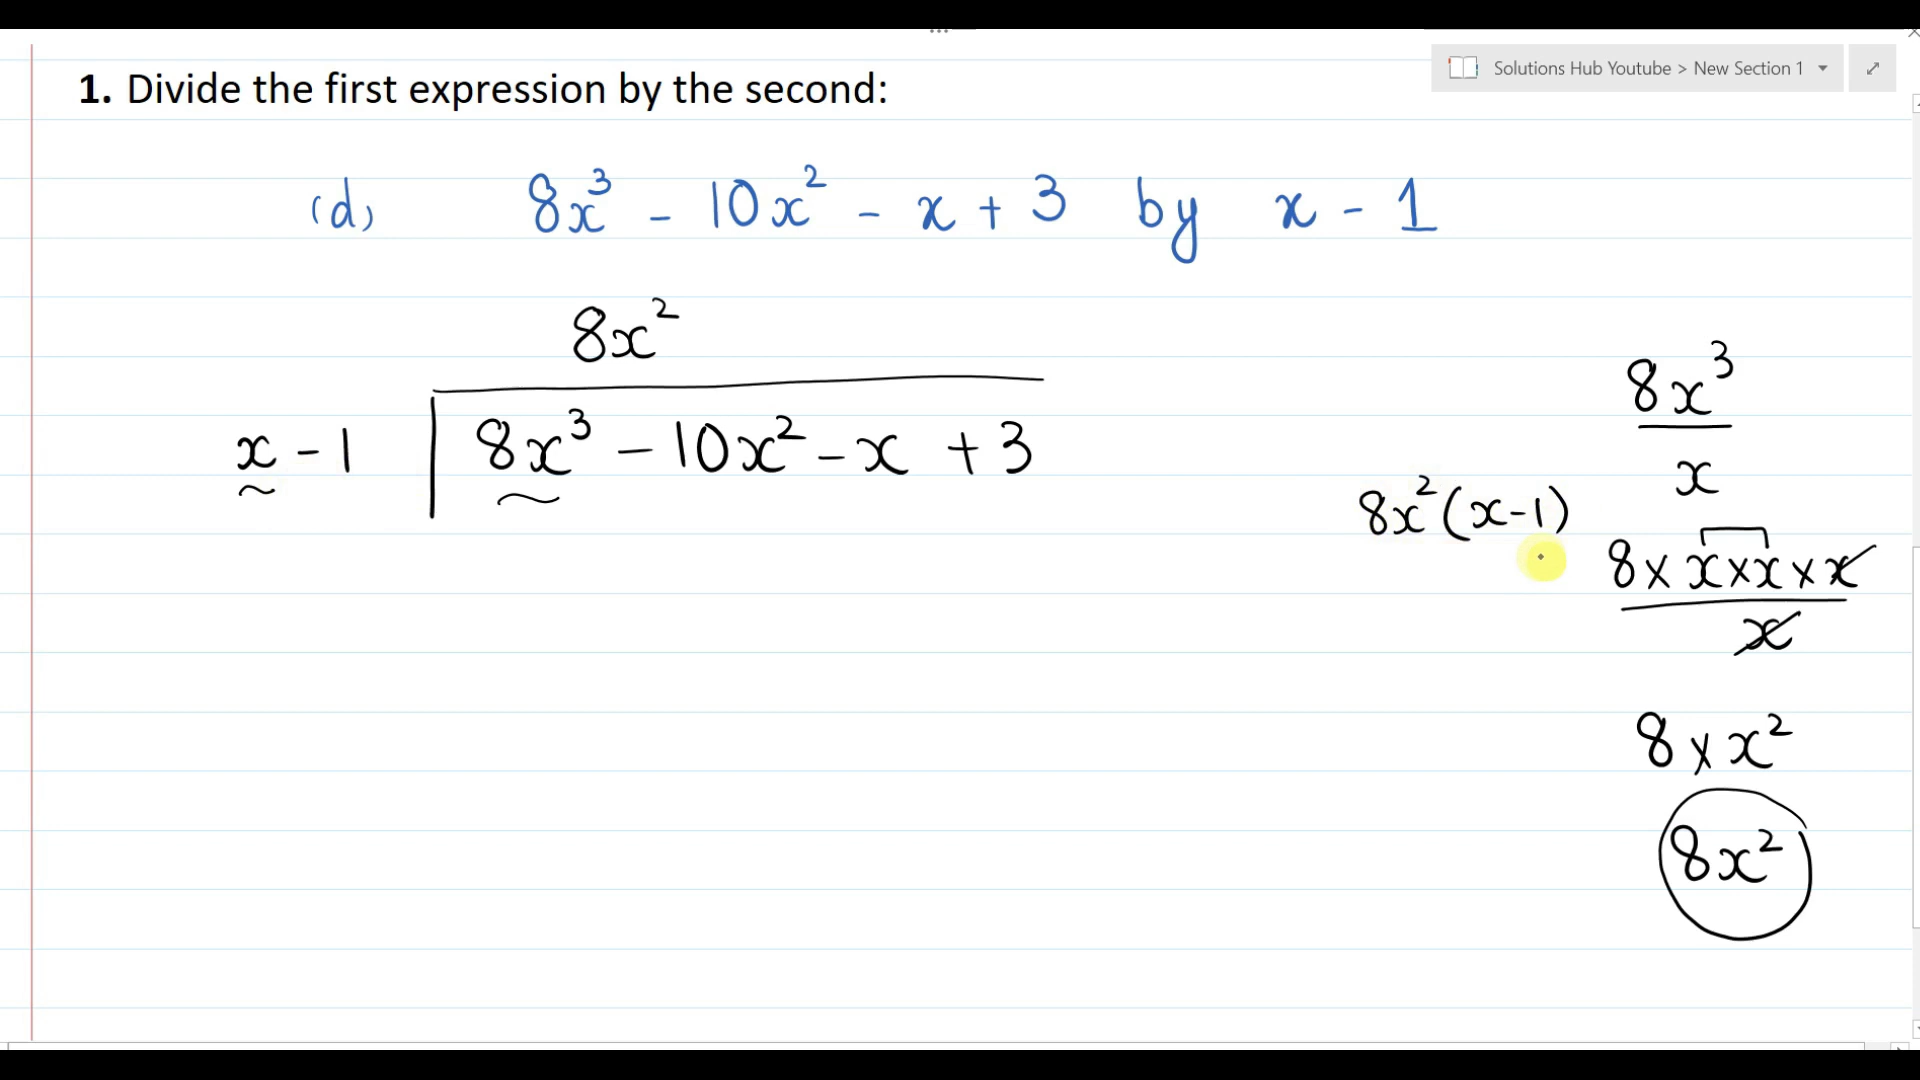 Solutions Hub Youtube > New Section 1
1. Divide the first expression by the second:
(d) 8x³ - 10x² - x + 3 by x - 1
8x²
x - 1 8x³ - 10x² - x + 3
8x³
x
8x²(x-1)
8 × x × x × x
x
8 × x²
8x²